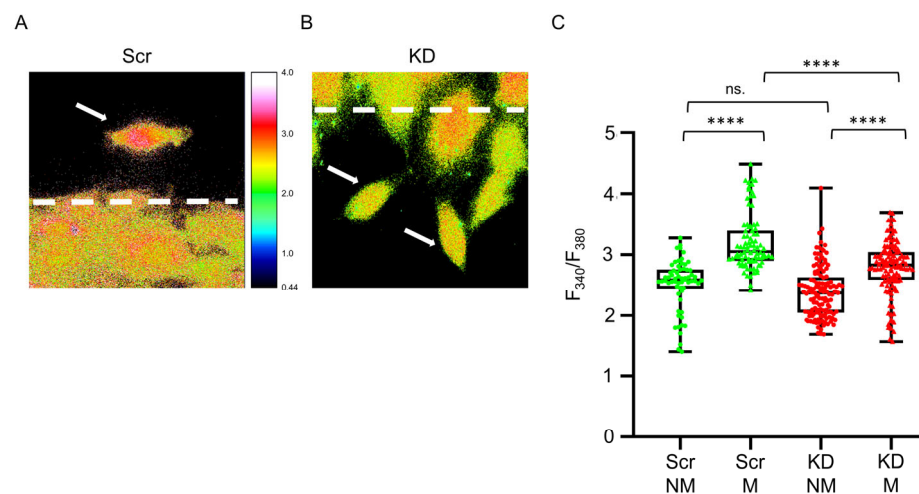 A
B
C
Scr
KD
4.0
3.0
2.0
1.0
0.44
****
ns.
****
****
5
4
3
2
1
0
F340/F380
Scr NM
Scr M
KD NM
KD M